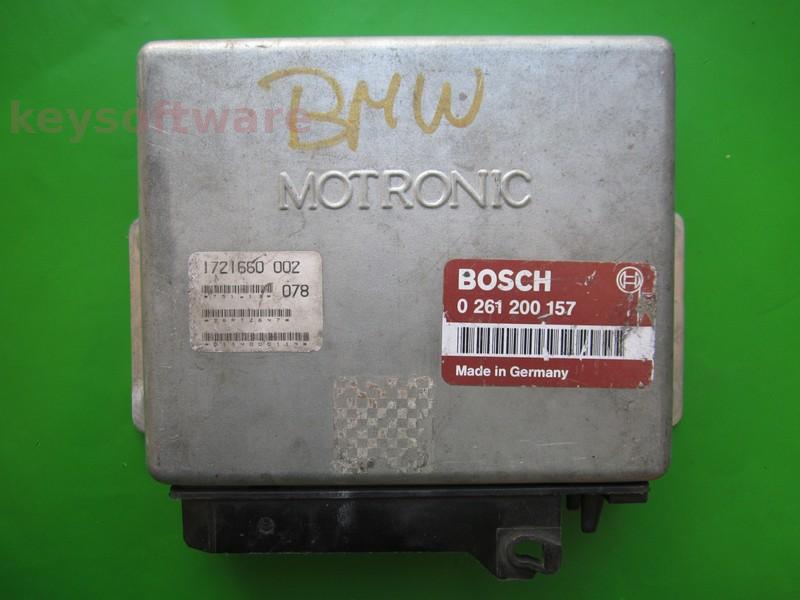 keysoftware
BMW
MOTRONIC
1721660 002
078
BOSCH
0 261 200 157
Made in Germany